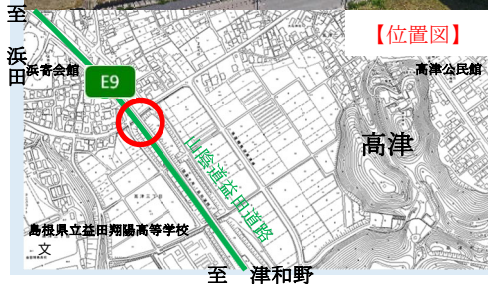 至
浜田
【位置図】
浜寄会館
高津公民館
E9
高津
山陰道益田道路
島根県立益田翔陽高等学校
文
至 津和野